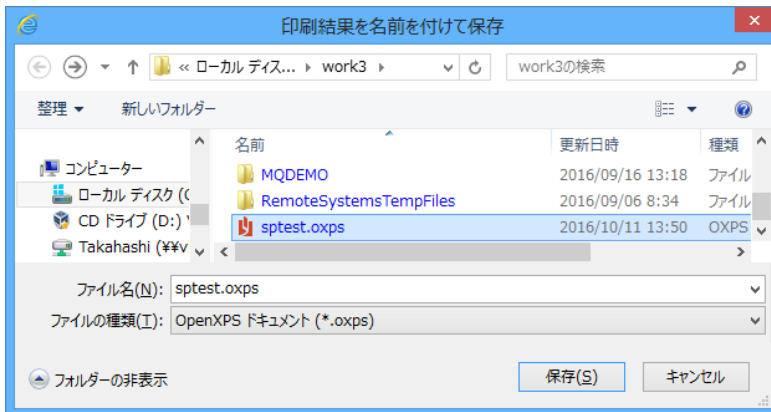 印刷結果を名前を付けて保存
« ローカル ディス... ▸ work3 ▸ work3の検索
整理 ▼ 新しいフォルダー
名前 更新日時 種類
コンピューター
MQDEMO 2016/09/16 13:18 ファイル
ローカル ディスク (C
RemoteSystemsTempFiles 2016/09/06 8:34 ファイル
CD ドライブ (D:)
sptest.oxps 2016/10/11 13:50 OXPS
Takahashi (¥¥v
ファイル名(N): sptest.oxps
ファイルの種類(T): OpenXPS ドキュメント (*.oxps)
フォルダーの非表示 保存(S) キャンセル